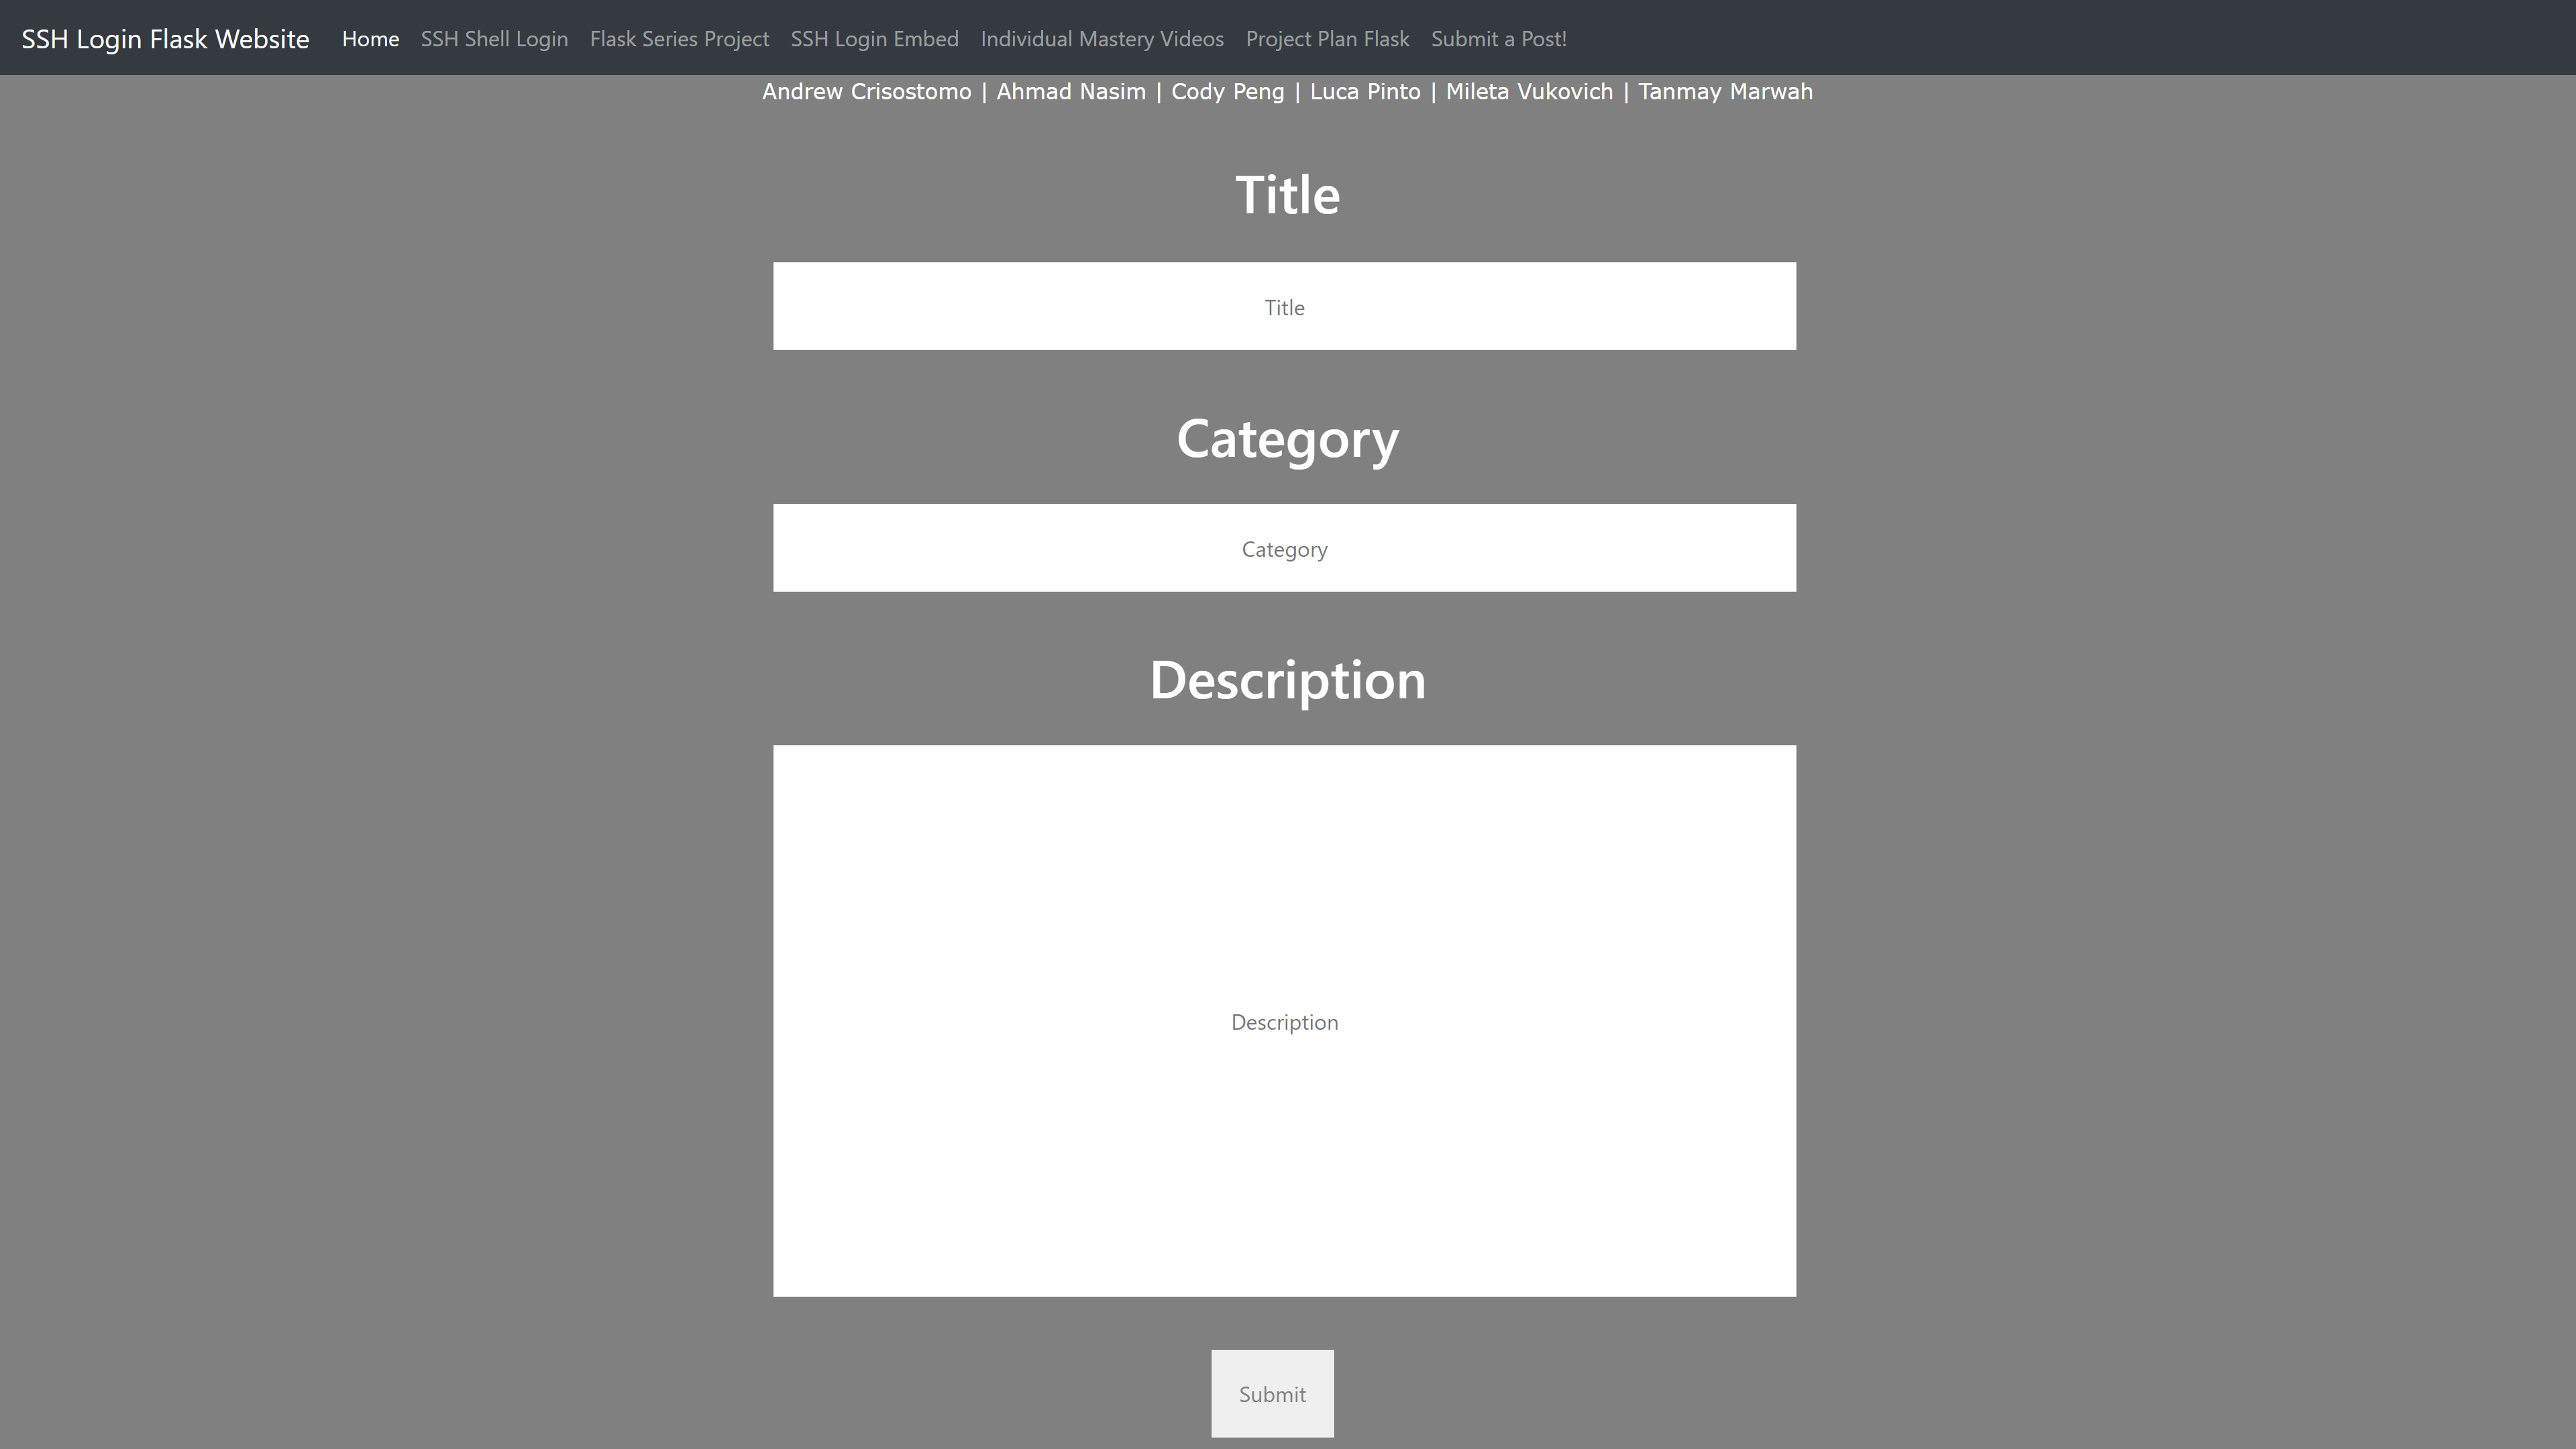 SSH Login Flask Website Home SSH Shell Login Flask Series Project SSH Login Embed Individual Mastery Videos Project Plan Flask Submit a Post!
Andrew Crisostomo | Ahmad Nasim | Cody Peng | Luca Pinto | Mileta Vukovich | Tanmay Marwah
Title
Title
Category
Category
Description
Description
Submit